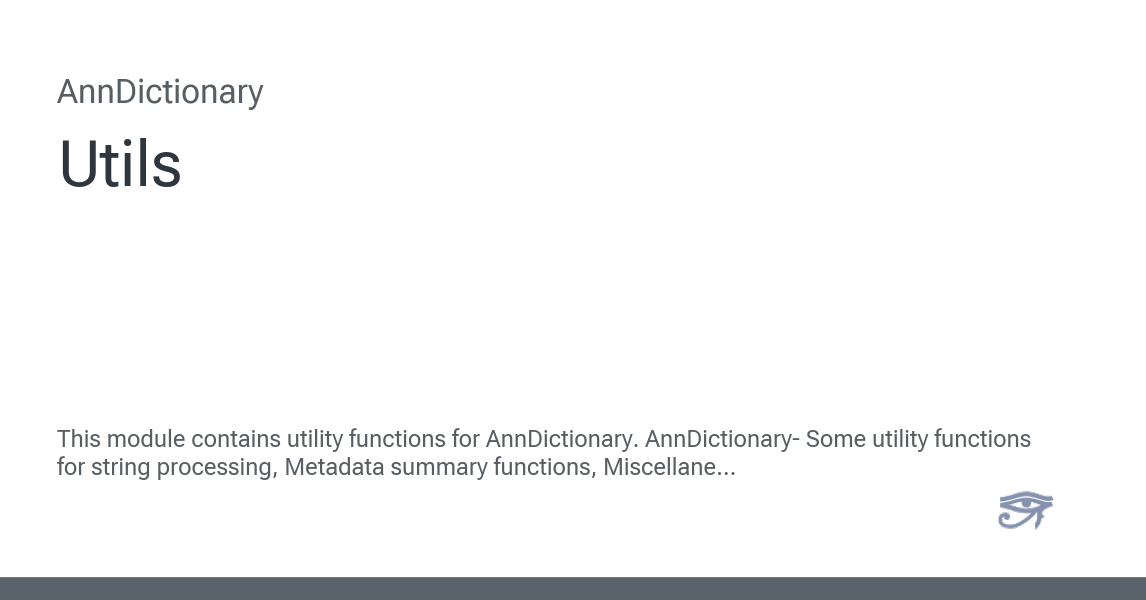 AnnDictionary
Utils
This module contains utility functions for AnnDictionary. AnnDictionary- Some utility functions
for string processing, Metadata summary functions, Miscellane...